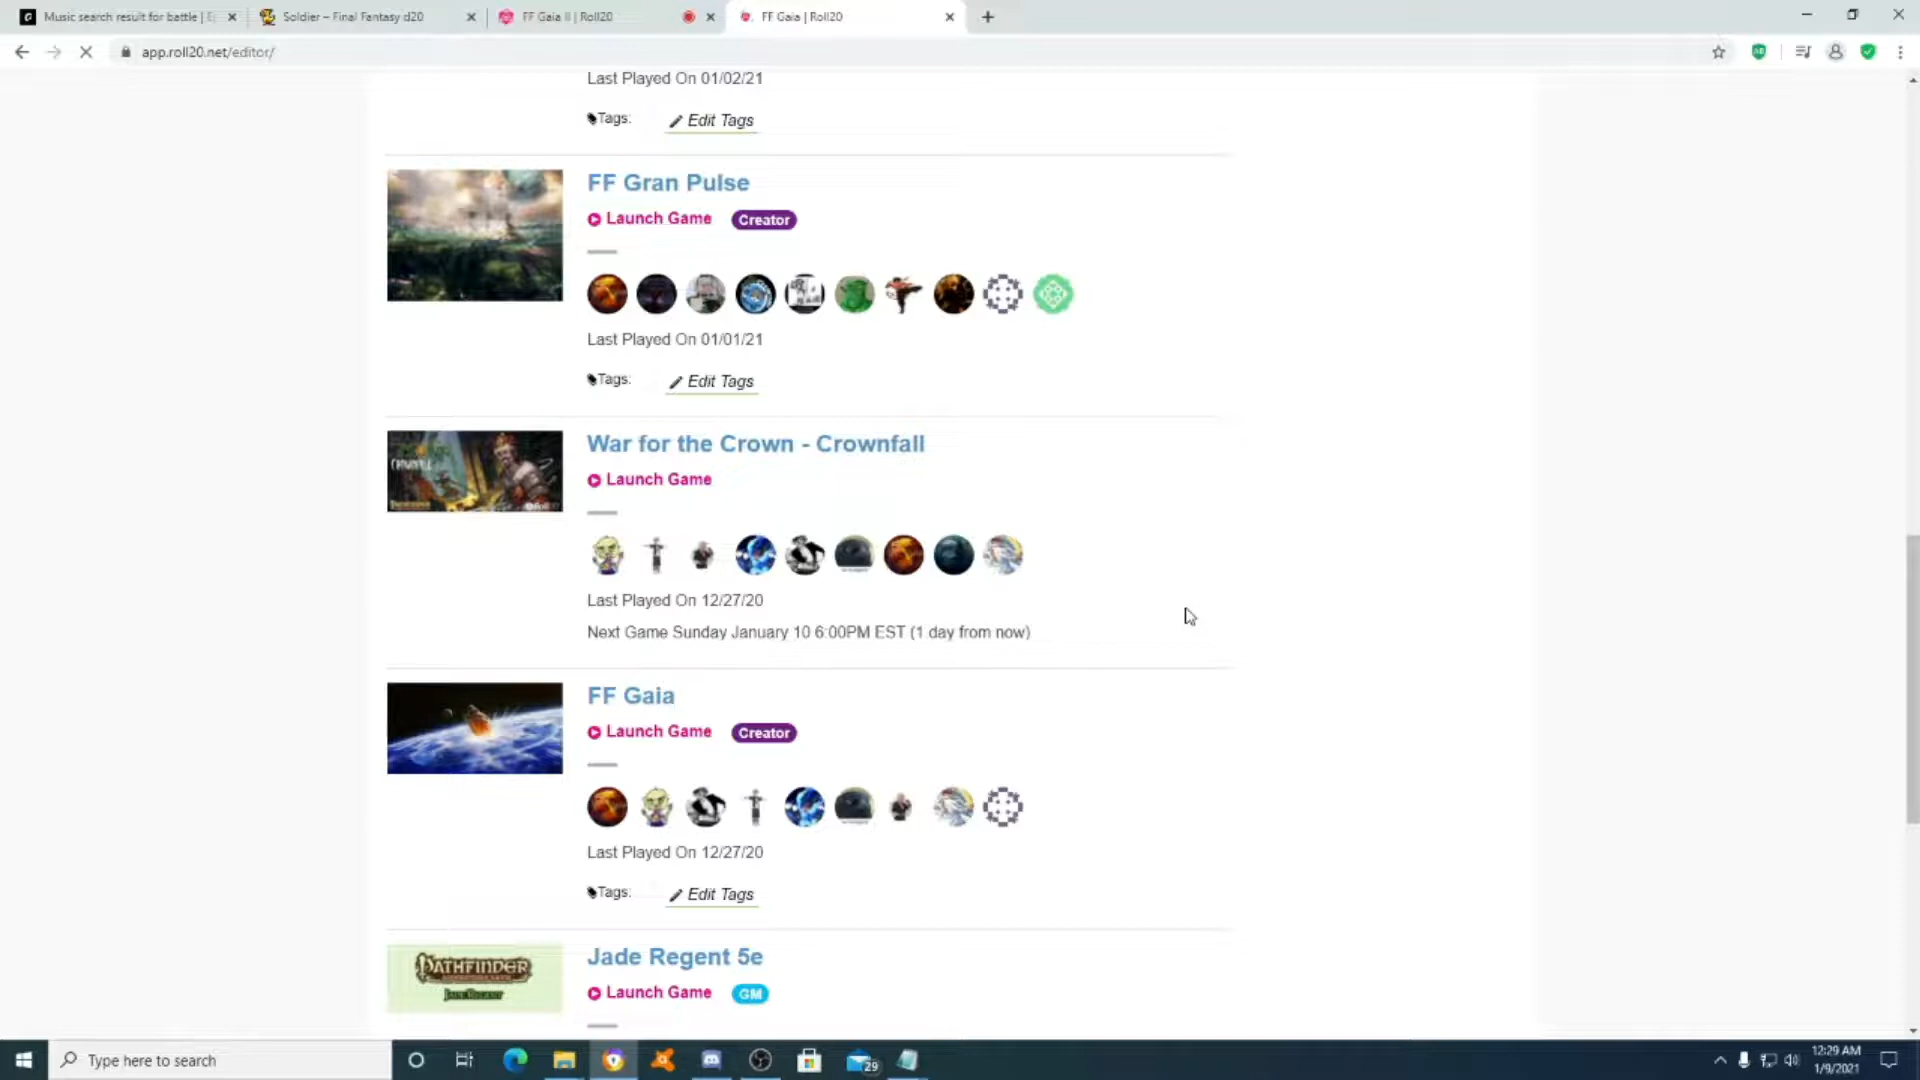 Music search result for battle | E
Soldier – Final Fantasy d20
FF Gaia II | Roll20
FF Gaia | Roll20
app.roll20.net/editor/
Last Played On 01/02/21
Tags: Edit Tags
FF Gran Pulse
Launch Game Creator
Last Played On 01/01/21
Tags: Edit Tags
War for the Crown - Crownfall
Launch Game
Last Played On 12/27/20
Next Game Sunday January 10 6:00PM EST (1 day from now)
FF Gaia
Launch Game Creator
Last Played On 12/27/20
Tags: Edit Tags
PATHFINDER
JADE REGENT
Jade Regent 5e
Launch Game GM
Type here to search
29
12:29 AM
1/9/2021